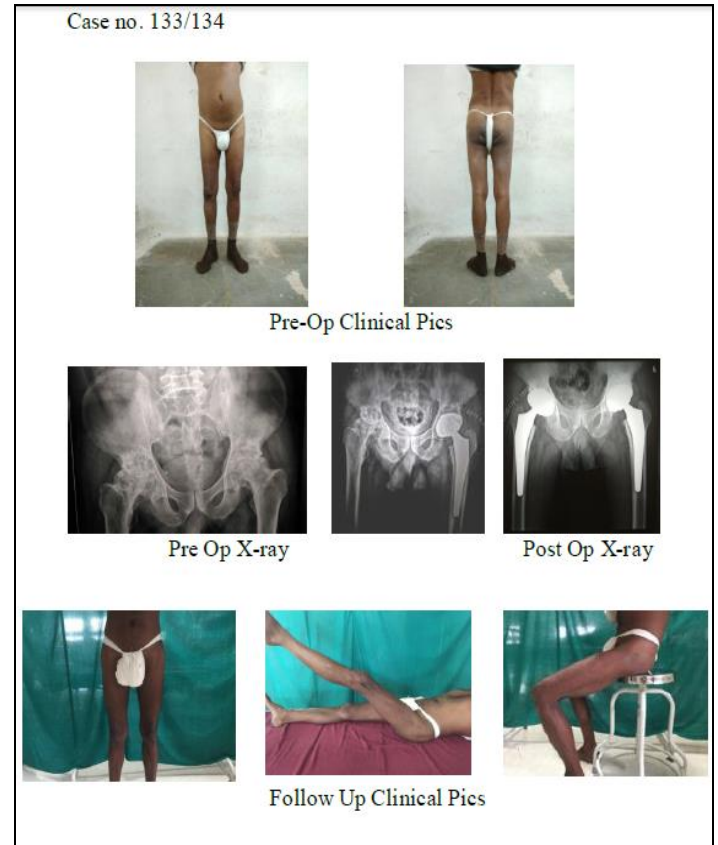 Case no. 133/134
Pre-Op Clinical Pics
Pre Op X-ray
Post Op X-ray
Follow Up Clinical Pics